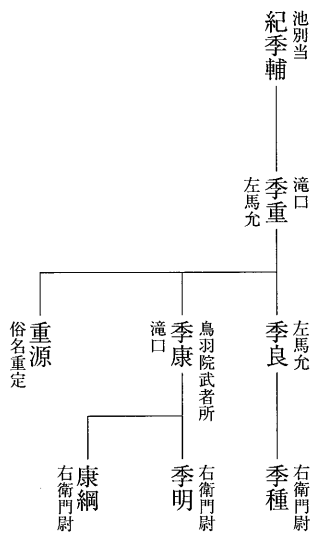 池別当
紀季輔
滝口
季重
左馬允
左馬允
季良
鳥羽院武者所
季康
滝口
重源
俗名重定
右衛門尉
季種
右衛門尉
季明
康綱
右衛門尉